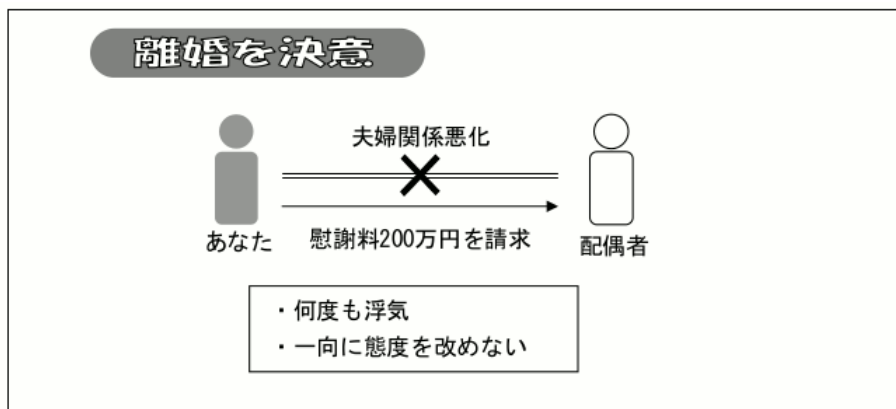 離婚を決意
夫婦関係悪化
あなた
慰謝料200万円を請求
配偶者
・何度も浮気
・一向に態度を改めない